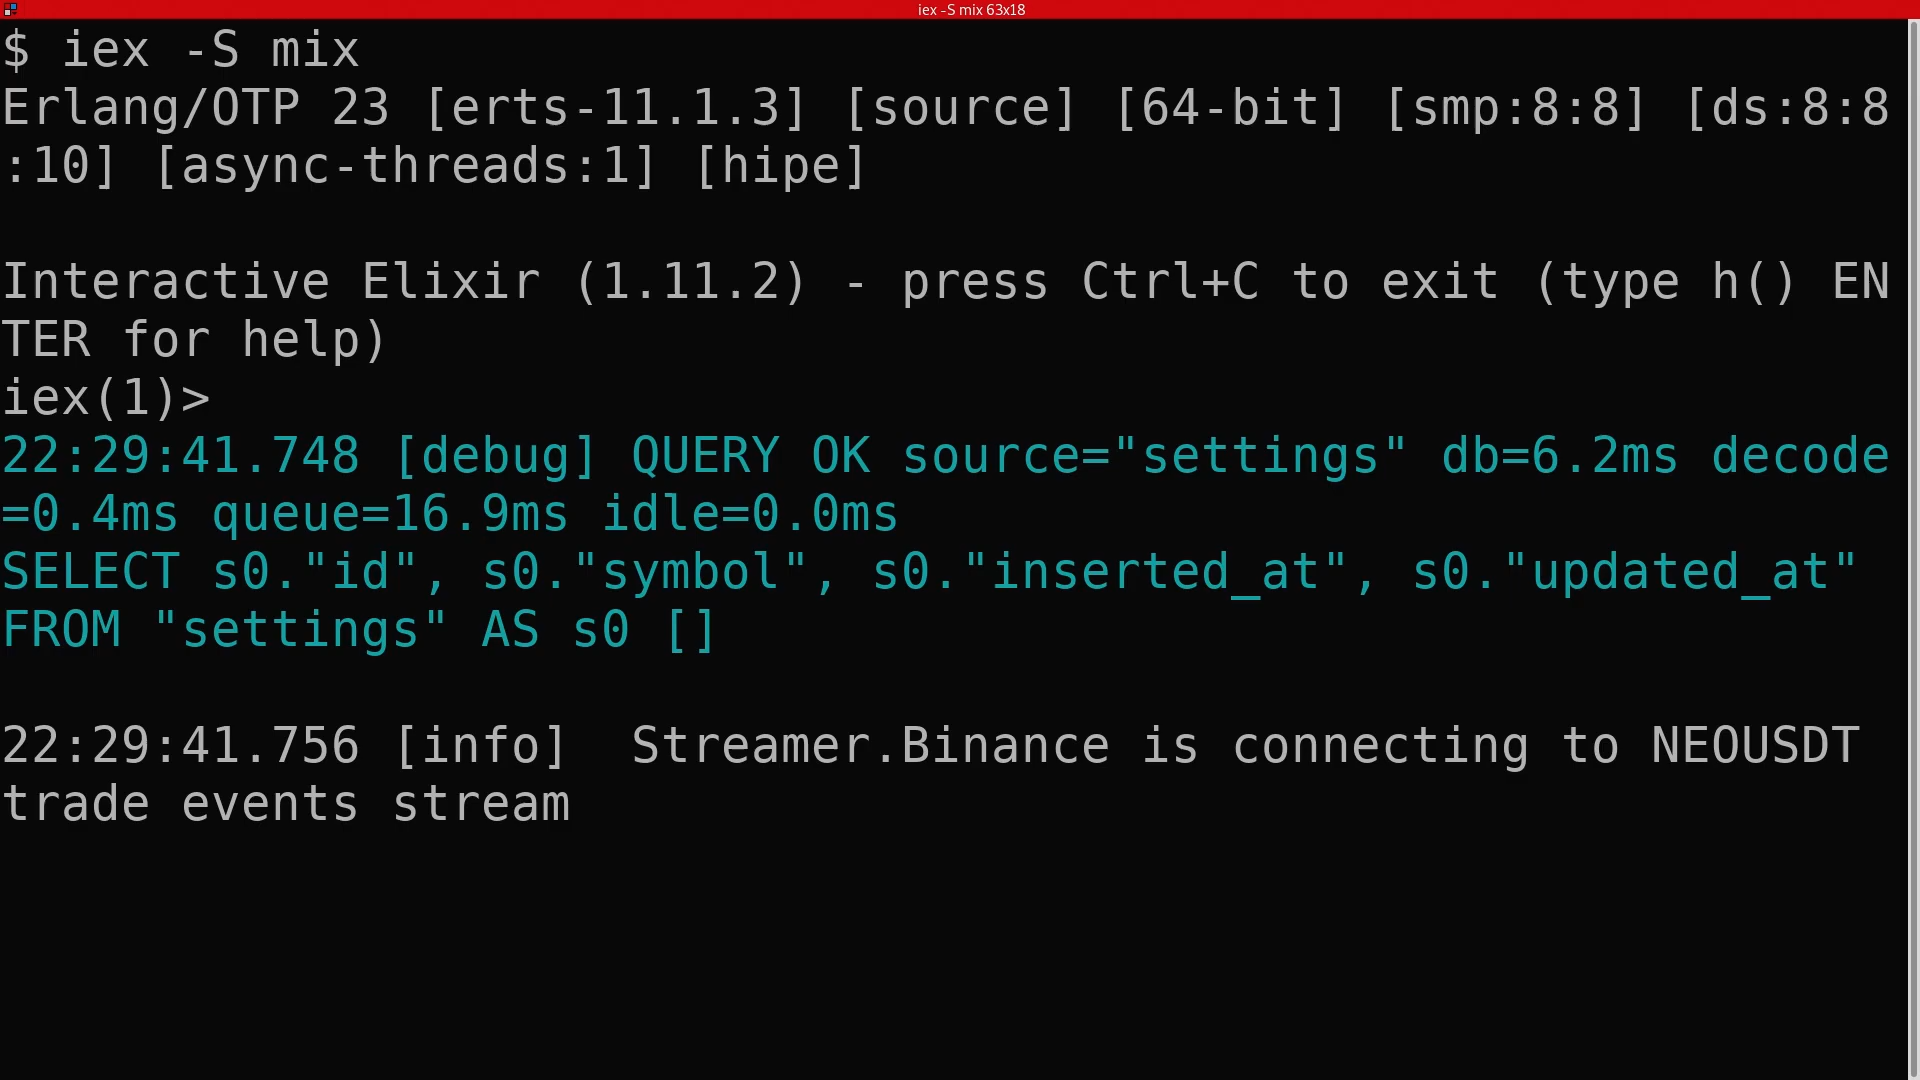 iex -S mix 63x18
$ iex -S mix
Erlang/OTP 23 [erts-11.1.3] [source] [64-bit] [smp:8:8] [ds:8:8
:10] [async-threads:1] [hipe]
Interactive Elixir (1.11.2) - press Ctrl+C to exit (type h() EN
TER for help)
iex(1)>
22:29:41.748 [debug] QUERY OK source="settings" db=6.2ms decode
=0.4ms queue=16.9ms idle=0.0ms
SELECT s0."id", s0."symbol", s0."inserted_at", s0."updated_at"
FROM "settings" AS s0 []
22:29:41.756 [info]  Streamer.Binance is connecting to NEOUSDT
trade events stream